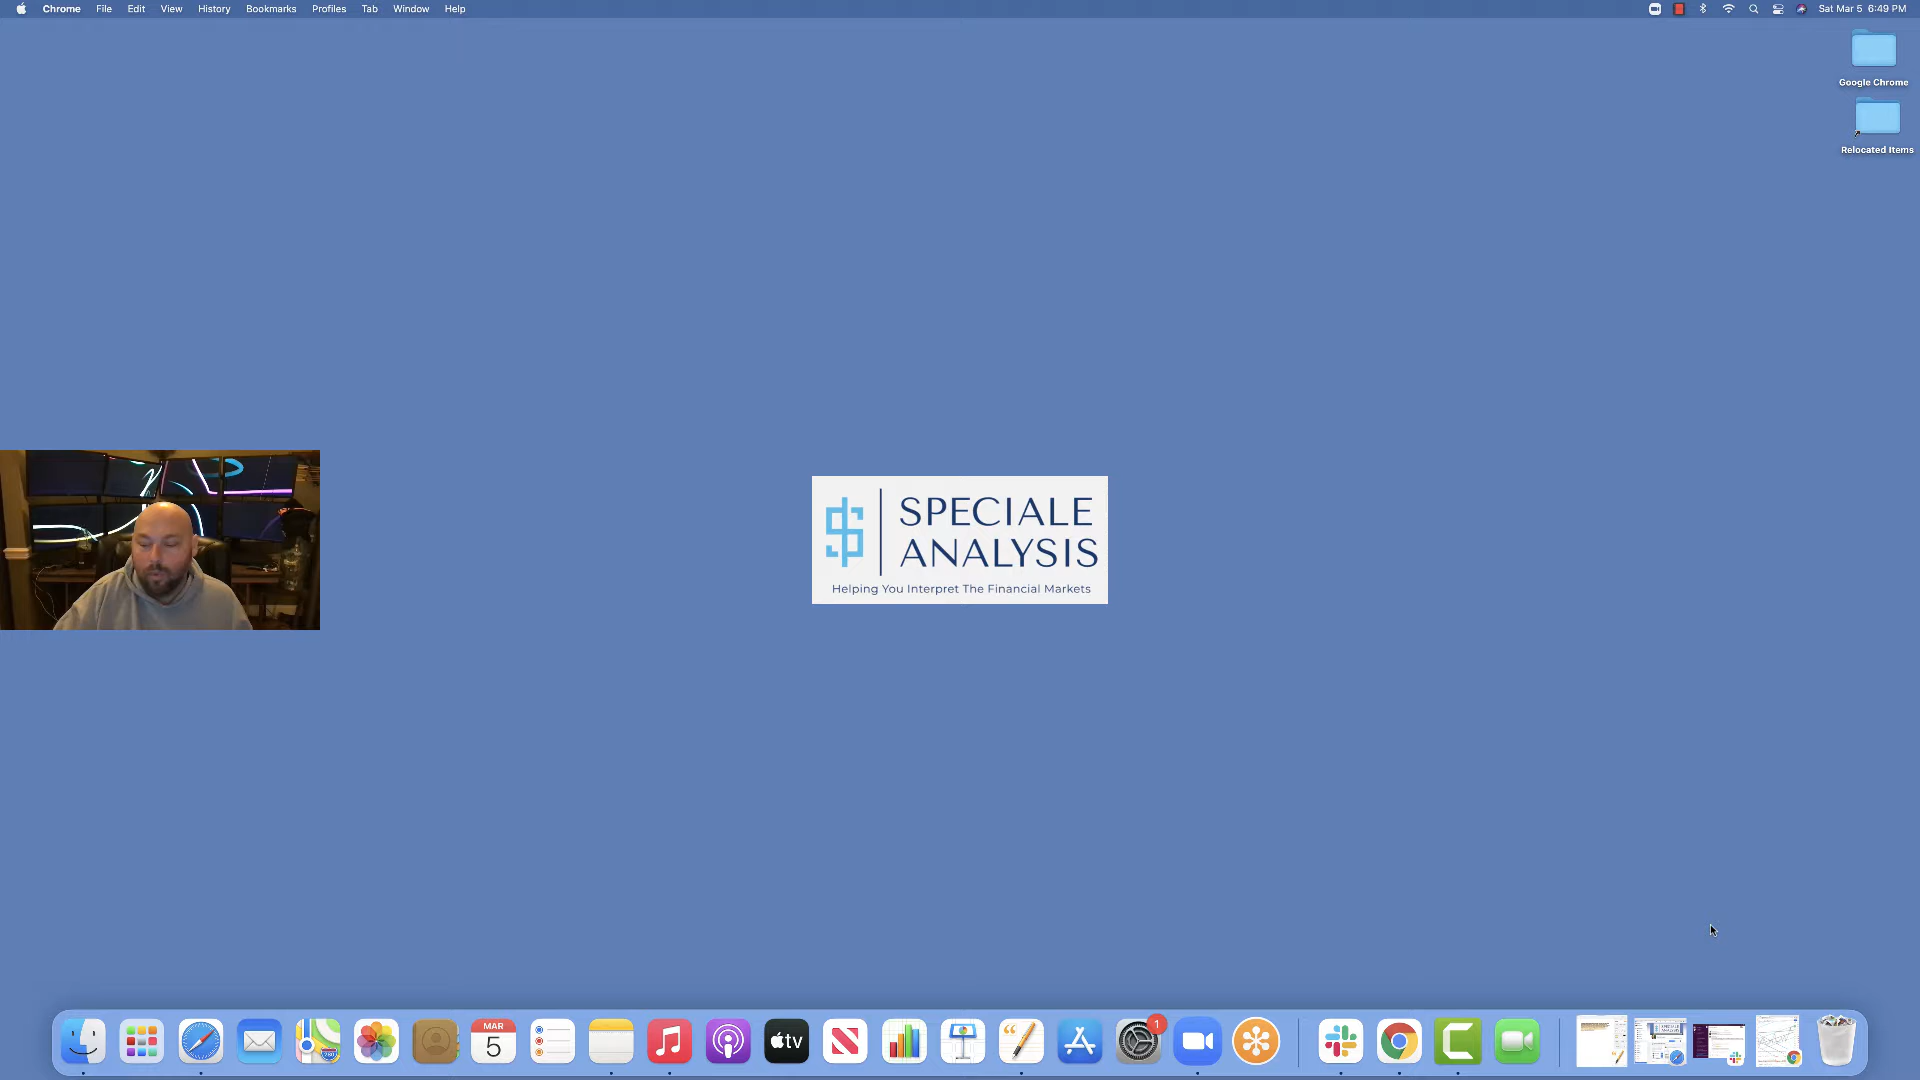 Chrome File Edit View History Bookmarks Profiles Tab Window Help
Sat Mar 5 6:49 PM
Google Chrome
Relocated Items
SPECIALE
ANALYSIS
Helping You Interpret The Financial Markets
MAR
5
tv
1
280